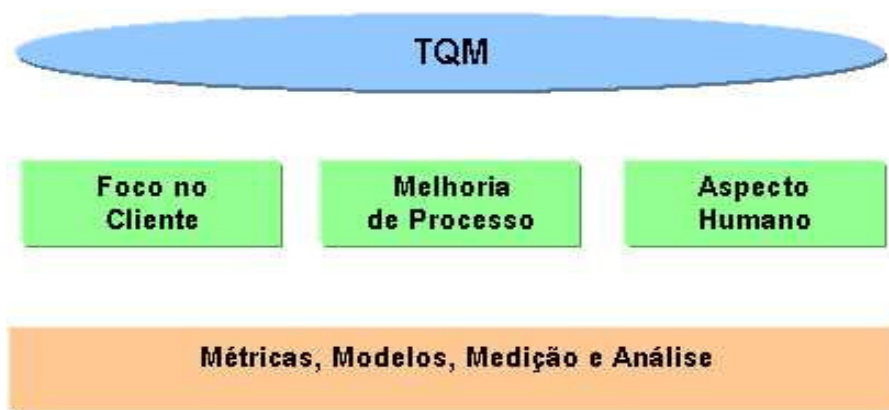 TQM
Foco no
Cliente
Melhoria
de Processo
Aspecto
Humano
Métricas, Modelos, Medição e Análise